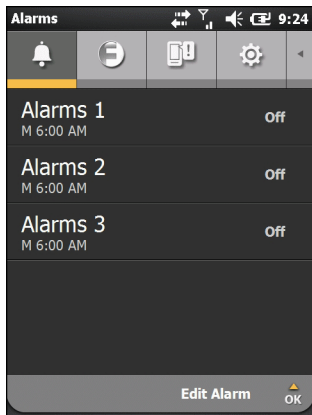 Alarms 9:24
Alarms 1
Off
M 6:00 AM
Alarms 2
Off
M 6:00 AM
Alarms 3
Off
M 6:00 AM
Edit Alarm OK